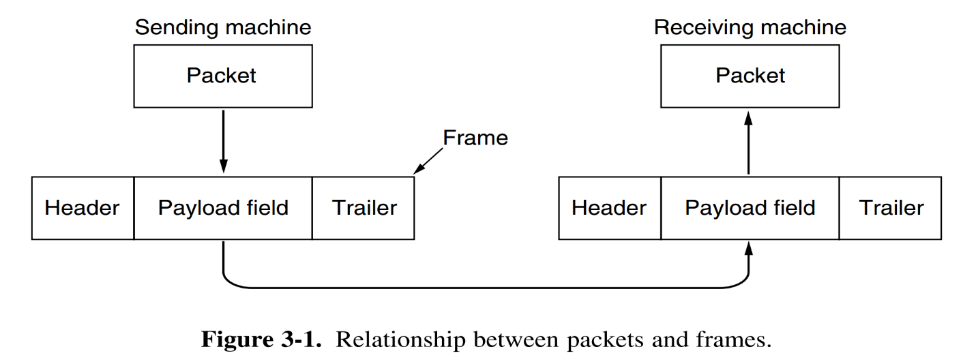 Sending machine
Receiving machine
Packet
Packet
Frame
Header
Payload field
Trailer
Header
Payload field
Trailer
Figure 3-1. Relationship between packets and frames.